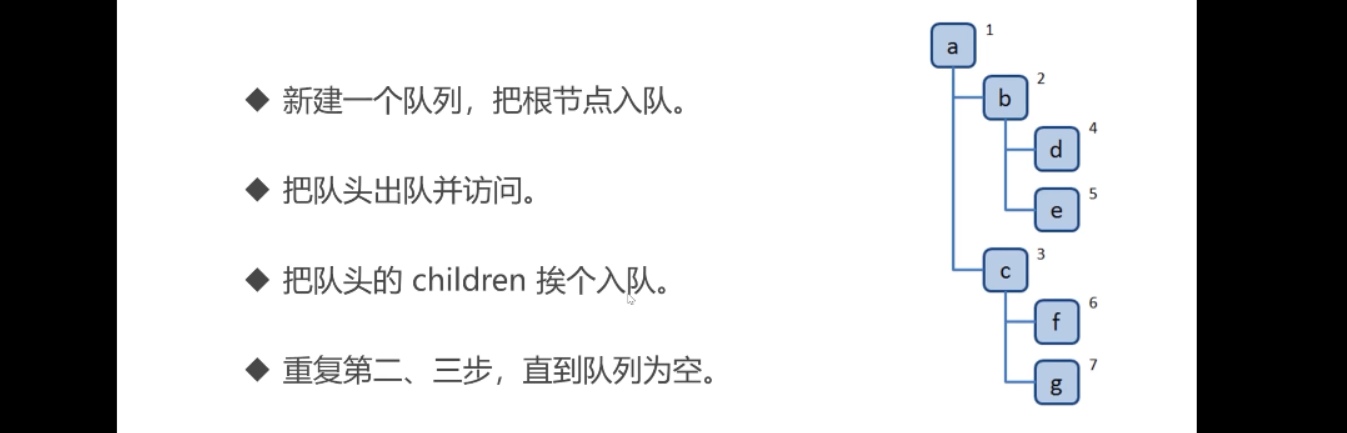 ◆ 新建一个队列，把根节点入队。
◆ 把队头出队并访问。
◆ 把队头的 children 挨个入队。
◆ 重复第二、三步，直到队列为空。
a 1
b 2
d 4
e 5
c 3
f 6
g 7